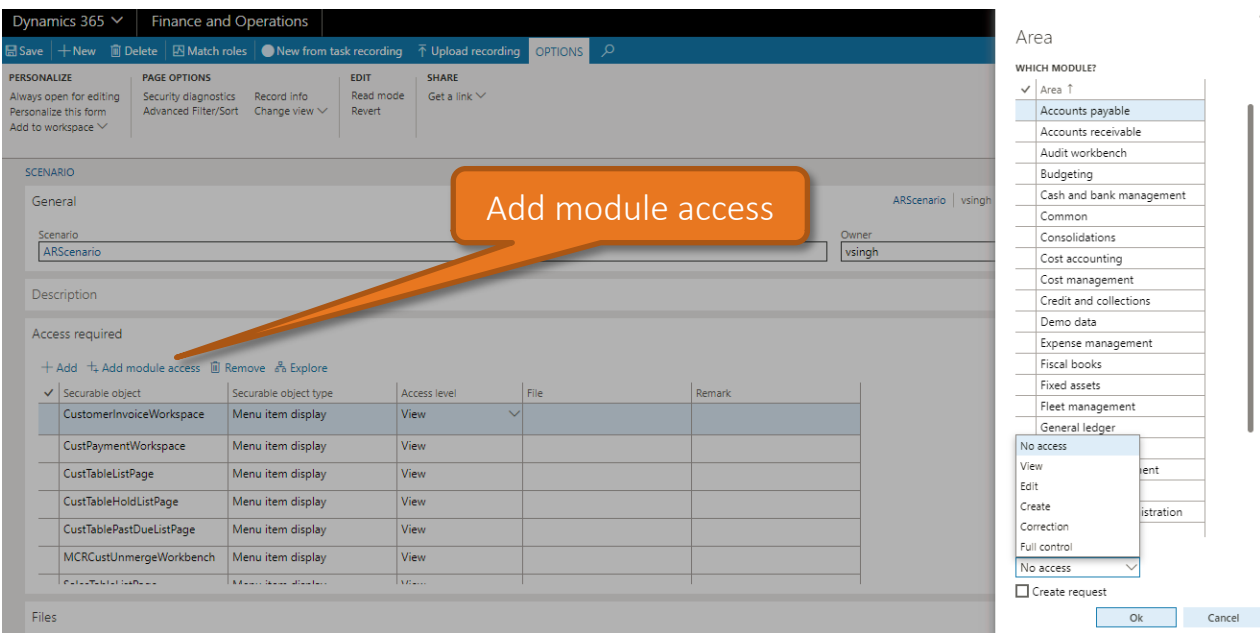 Dynamics 365 Finance and Operations
Save New Delete Match roles New from task recording Upload recording OPTIONS
PERSONALIZE
Always open for editing
Personalize this form
Add to workspace
PAGE OPTIONS
Security diagnostics Record info
Advanced Filter/Sort Change view
EDIT
Read mode
Revert
SHARE
Get a link
SCENARIO
General
ARScenario vsingh
Add module access
Scenario
ARScenario
Owner
vsingh
Description
Access required
Add Add module access Remove Explore
Securable object Securable object type Access level File Remark
CustomerInvoiceWorkspace Menu item display View
CustPaymentWorkspace Menu item display View
CustTableListPage Menu item display View
CustTableHoldListPage Menu item display View
CustTablePastDueListPage Menu item display View
MCRCustUnmergeWorkbench Menu item display View
SalesTableListPage Menu item display View
Files
Area
WHICH MODULE?
Area ↑
Accounts payable
Accounts receivable
Audit workbench
Budgeting
Cash and bank management
Common
Consolidations
Cost accounting
Cost management
Credit and collections
Demo data
Expense management
Fiscal books
Fixed assets
Fleet management
General ledger
No access
View
Edit
Create
Correction
Full control
ent
istration
No access
Create request
Ok Cancel